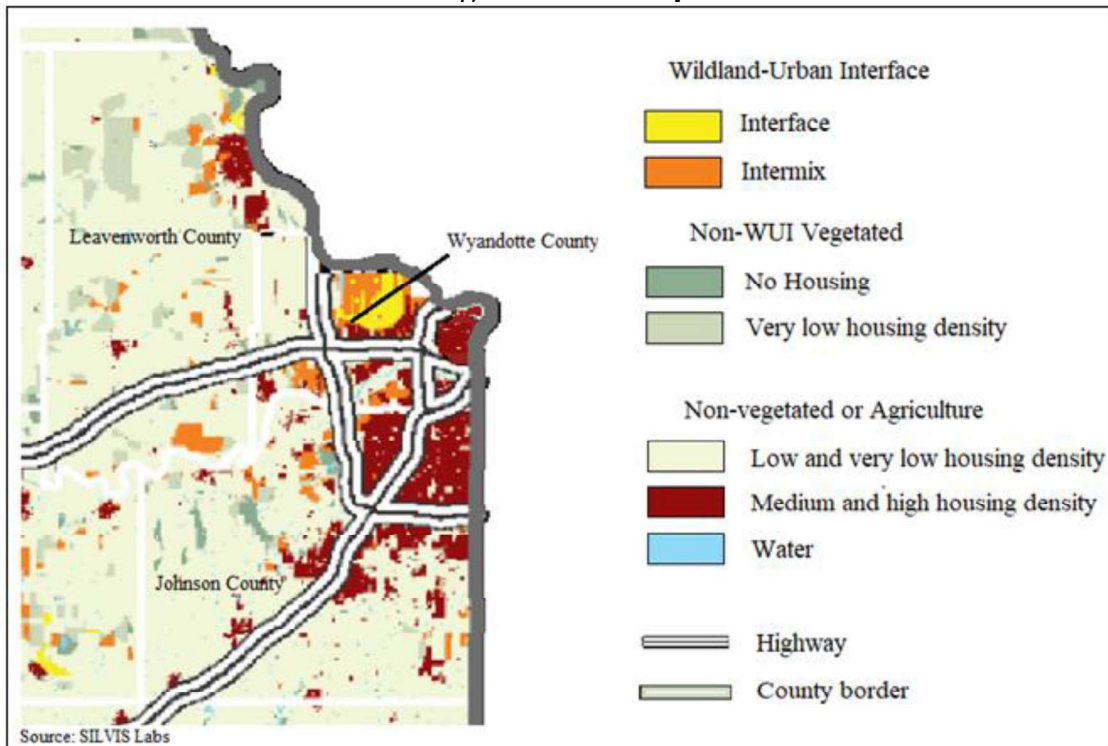 Leavenworth County
Wyandotte County
Johnson County
Source: SILVIS Labs
Wildland-Urban Interface
Interface
Intermix
Non-WUI Vegetated
No Housing
Very low housing density
Non-vegetated or Agriculture
Low and very low housing density
Medium and high housing density
Water
Highway
County border